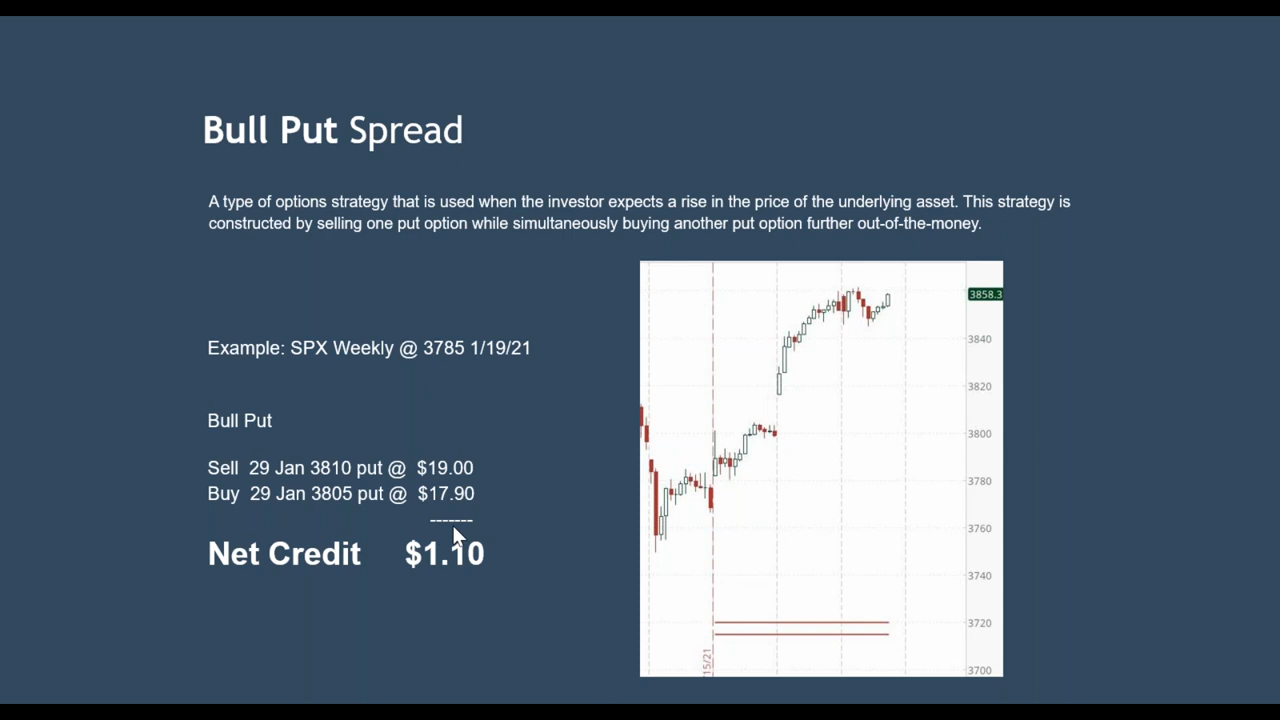 Bull Put Spread
A type of options strategy that is used when the investor expects a rise in the price of the underlying asset. This strategy is
constructed by selling one put option while simultaneously buying another put option further out-of-the-money.
Example: SPX Weekly @ 3785 1/19/21
Bull Put
Sell 29 Jan 3810 put @ $19.00
Buy 29 Jan 3805 put @ $17.90
-------
Net Credit $1.10
3858.3
3840
3820
3800
3780
3760
3740
3720
3700
15/21